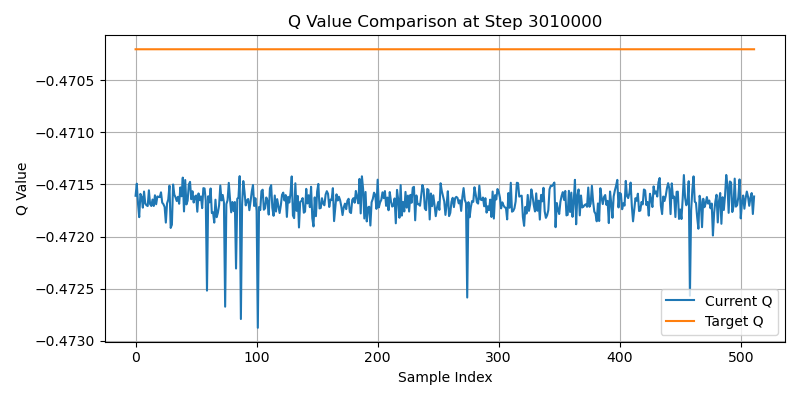 Q Value Comparison at Step 3010000
Q Value
−0.4705
−0.4710
−0.4715
−0.4720
−0.4725
−0.4730
0
100
200
300
400
500
Sample Index
Current Q
Target Q